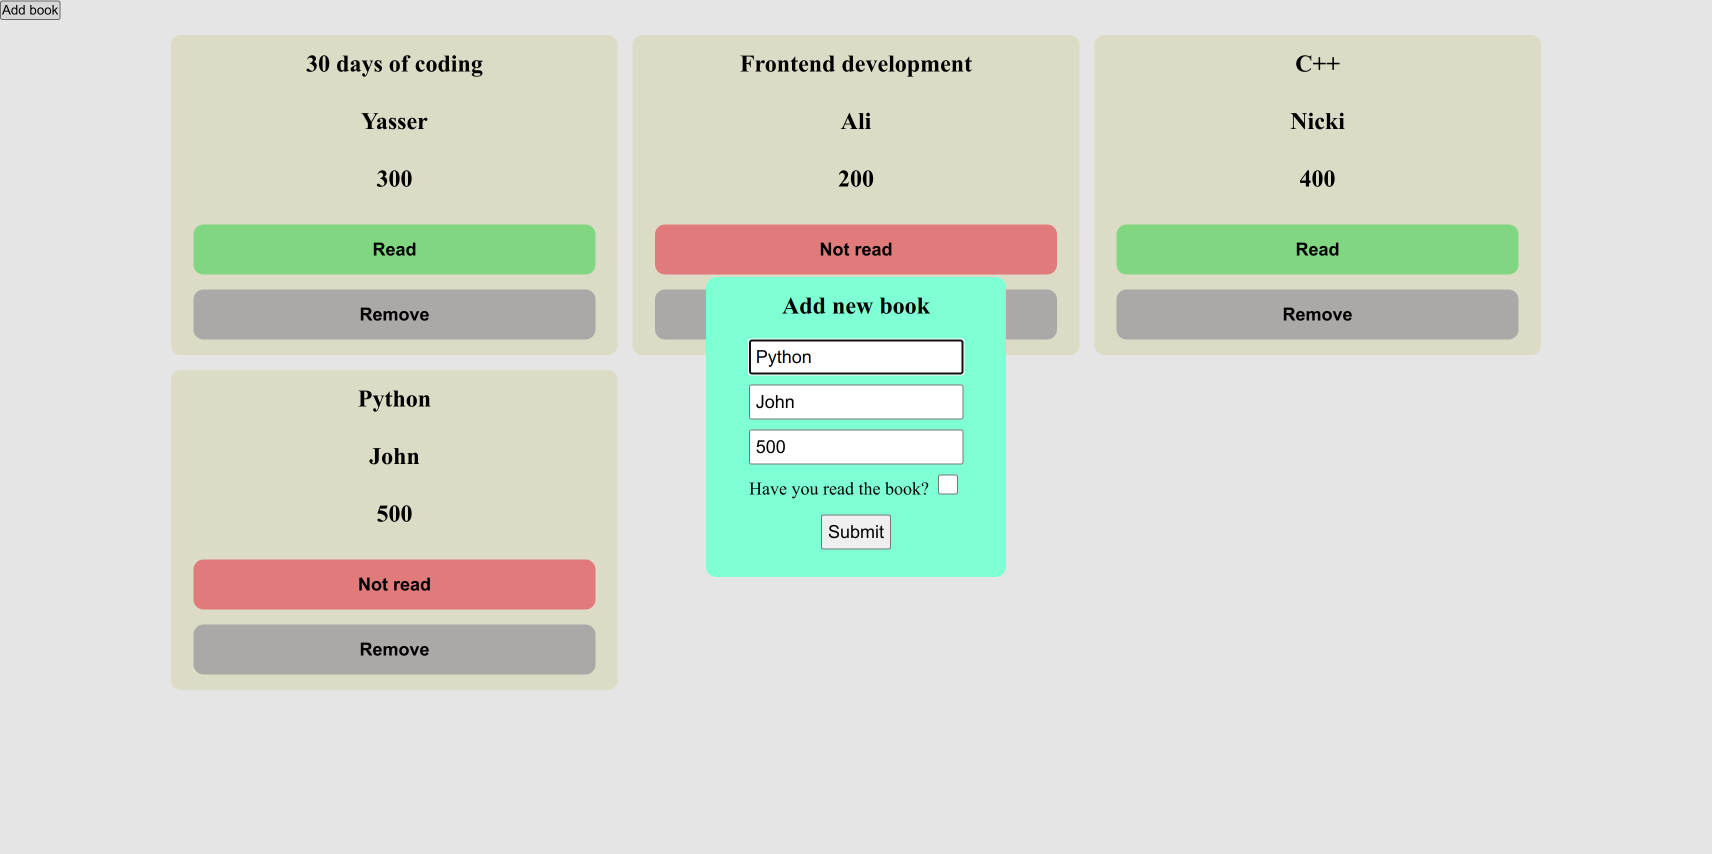 Add book
30 days of coding
Yasser
300
Read
Remove
Frontend development
Ali
200
Not read
C++
Nicki
400
Read
Remove
Python
John
500
Not read
Remove
Add new book
Python
John
500
Have you read the book?
Submit